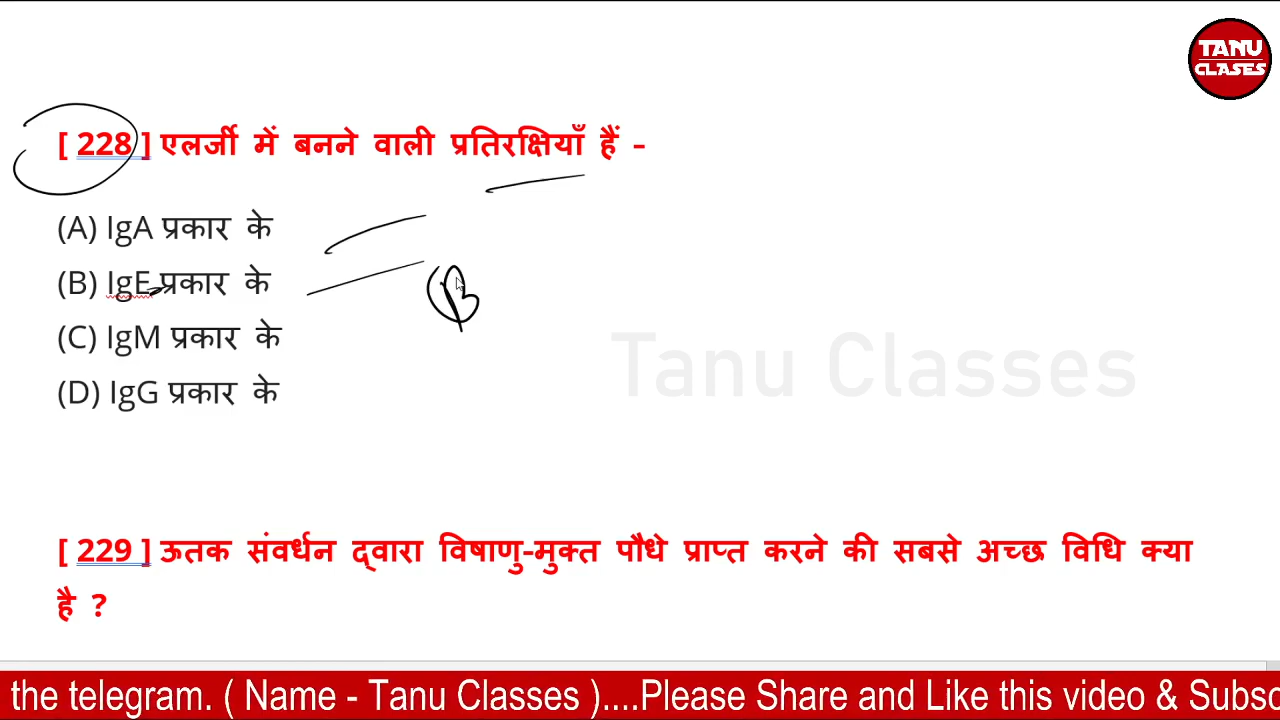 TANU
CLASES
[ 228 ] एलर्जी में बनने वाली प्रतिरक्षियाँ हैं –
(A) IgA प्रकार के
(B) IgE प्रकार के
(B
(C) IgM प्रकार के
(D) IgG प्रकार के
Tanu Classes
[ 229 ] ऊतक संवर्धन द्वारा विषाणु-मुक्त पौधे प्राप्त करने की सबसे अच्छ विधि क्या
है ?
the telegram. ( Name - Tanu Classes )....Please Share and Like this video & Subsc